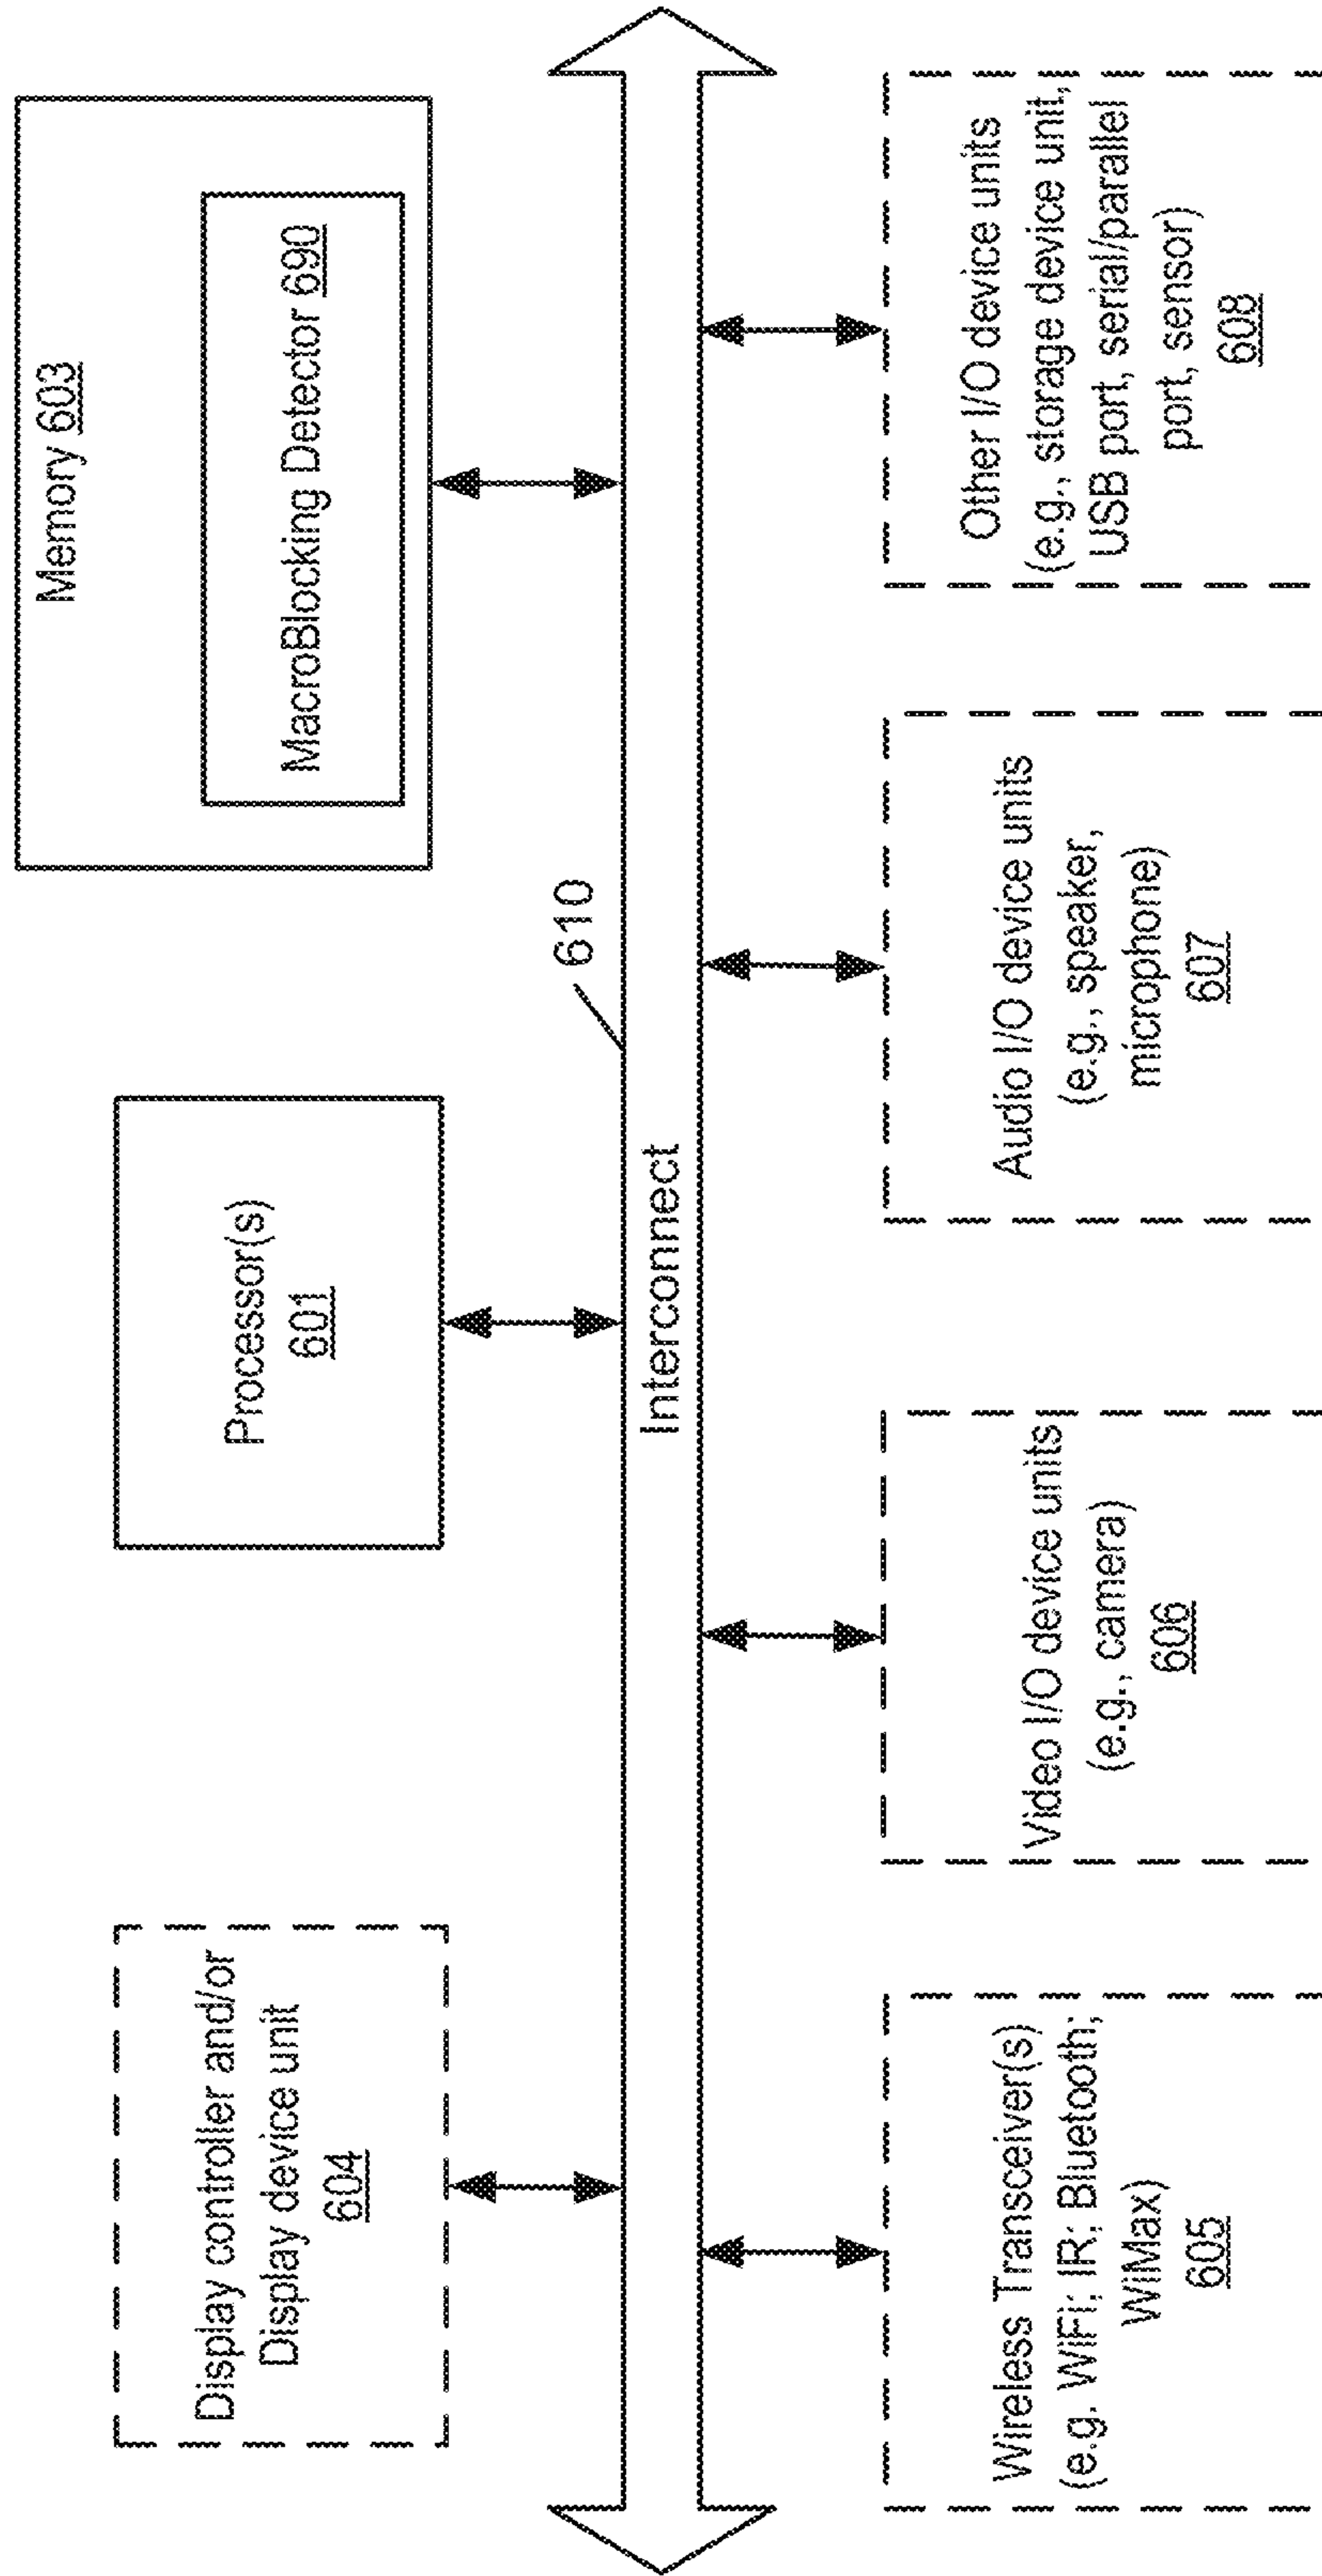 Display controller and/or
Display device unit
604
Processor(s)
601
Memory 603
MacroBlocking Detector 690
610
Interconnect
Wireless Transceiver(s)
(e.g. WiFi; IR; Bluetooth;
WiMax)
605
Video I/O device units
(e.g., camera)
606
Audio I/O device units
(e.g., speaker,
microphone)
607
Other I/O device units
(e.g., storage device unit,
USB port, serial/parallel
port, sensor)
608